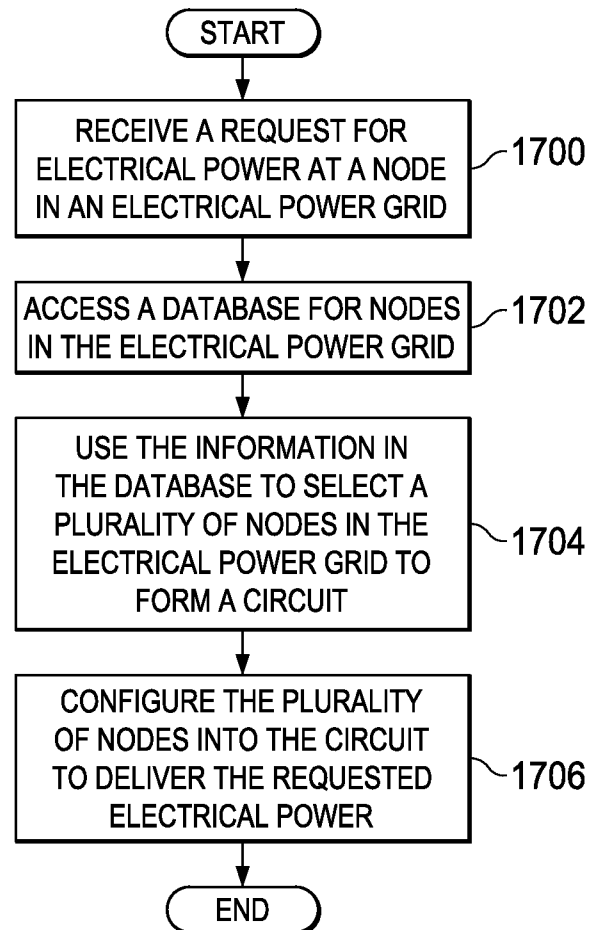 START
RECEIVE A REQUEST FOR
ELECTRICAL POWER AT A NODE
IN AN ELECTRICAL POWER GRID
1700
ACCESS A DATABASE FOR NODES
IN THE ELECTRICAL POWER GRID
1702
USE THE INFORMATION IN
THE DATABASE TO SELECT A
PLURALITY OF NODES IN THE
ELECTRICAL POWER GRID TO
FORM A CIRCUIT
1704
CONFIGURE THE PLURALITY
OF NODES INTO THE CIRCUIT
TO DELIVER THE REQUESTED
ELECTRICAL POWER
1706
END